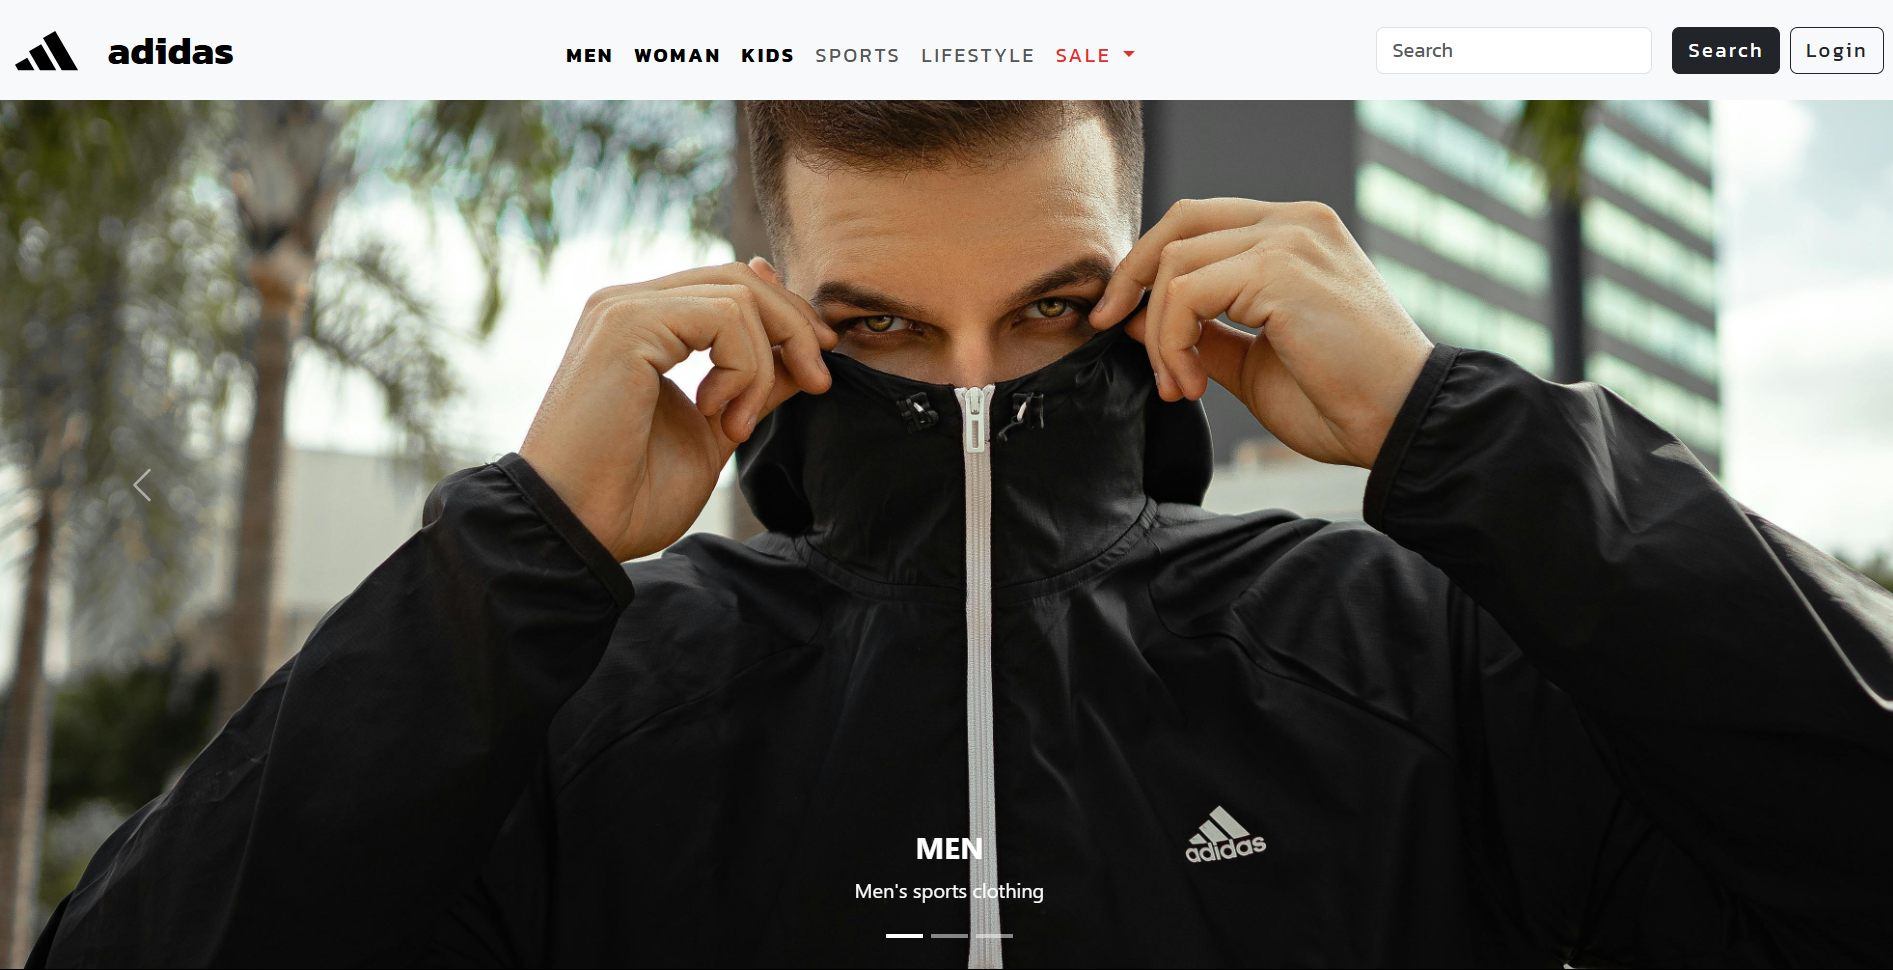 adidas
MEN WOMAN KIDS SPORTS LIFESTYLE SALE
Search
Search
Login
adidas
MEN
Men's sports clothing